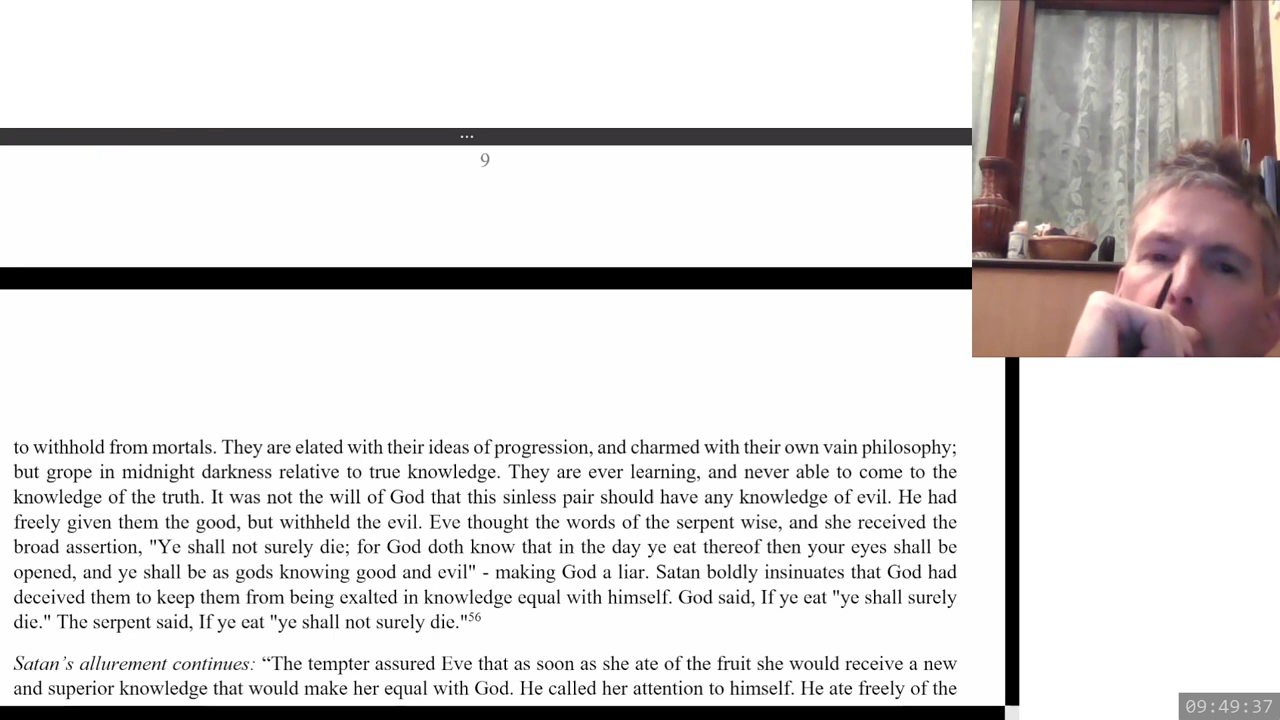 ...
9
to withhold from mortals. They are elated with their ideas of progression, and charmed with their own vain philosophy;
but grope in midnight darkness relative to true knowledge. They are ever learning, and never able to come to the
knowledge of the truth. It was not the will of God that this sinless pair should have any knowledge of evil. He had
freely given them the good, but withheld the evil. Eve thought the words of the serpent wise, and she received the
broad assertion, "Ye shall not surely die; for God doth know that in the day ye eat thereof then your eyes shall be
opened, and ye shall be as gods knowing good and evil" - making God a liar. Satan boldly insinuates that God had
deceived them to keep them from being exalted in knowledge equal with himself. God said, If ye eat "ye shall surely
die." The serpent said, If ye eat "ye shall not surely die."56
Satan’s allurement continues: “The tempter assured Eve that as soon as she ate of the fruit she would receive a new
and superior knowledge that would make her equal with God. He called her attention to himself. He ate freely of the
09:49:37